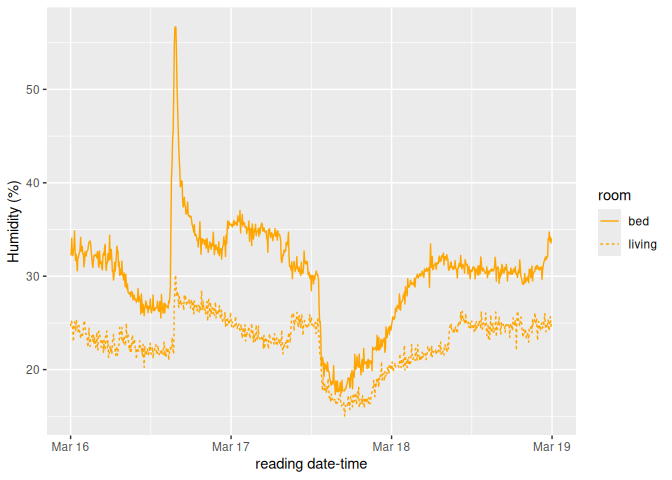 Humidity (%)
50
40
30
20
Mar 16
Mar 17
Mar 18
Mar 19
reading date-time
room
bed
living